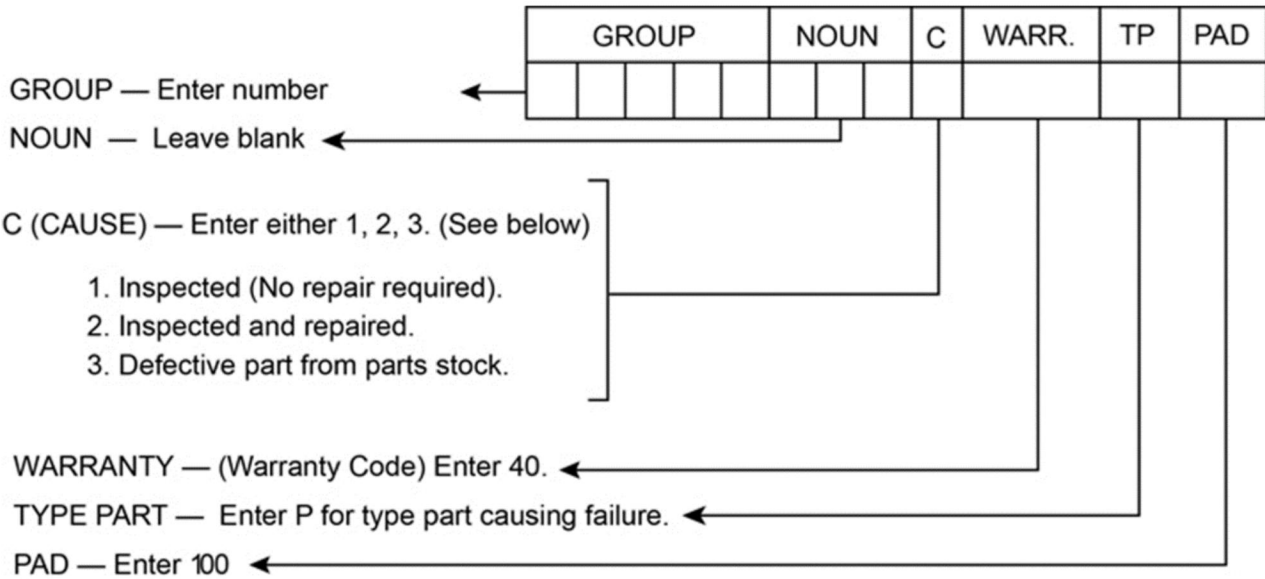 GROUP NOUN C WARR. TP PAD
GROUP — Enter number
NOUN — Leave blank
C (CAUSE) — Enter either 1, 2, 3. (See below)
1. Inspected (No repair required).
2. Inspected and repaired.
3. Defective part from parts stock.
WARRANTY — (Warranty Code) Enter 40.
TYPE PART — Enter P for type part causing failure.
PAD — Enter 100